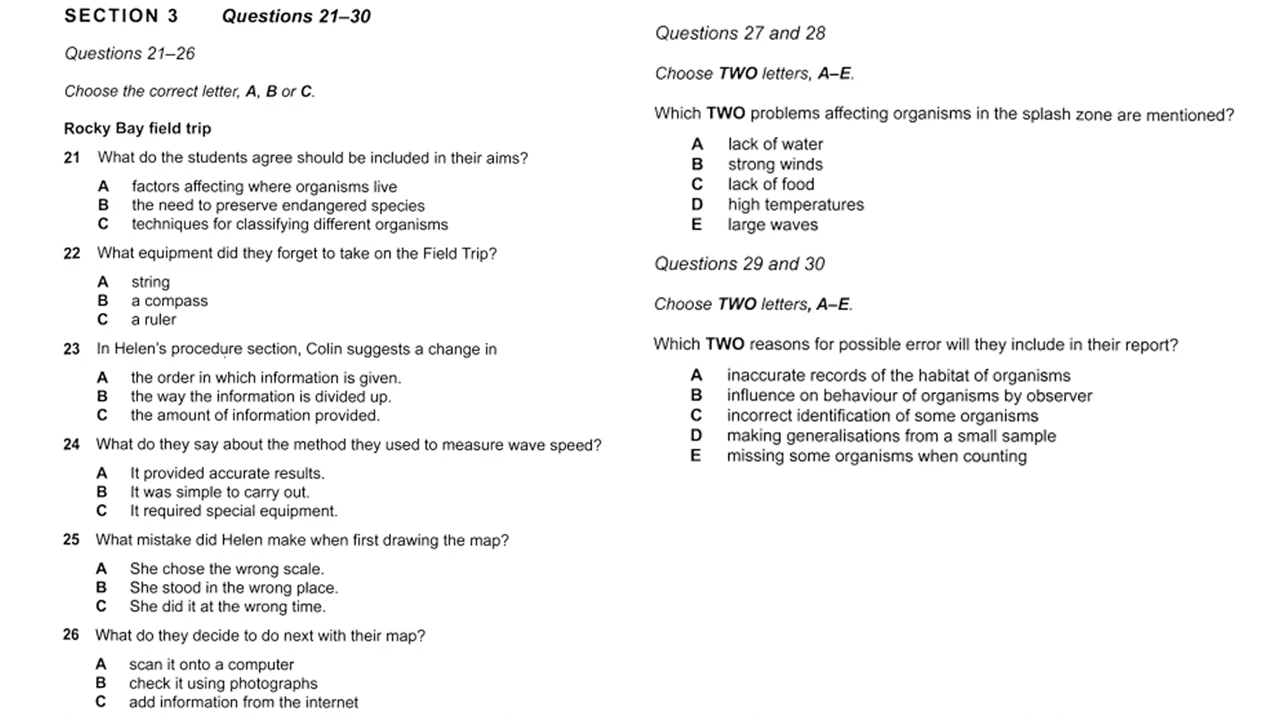 SECTION 3 Questions 21–30
Questions 21–26
Choose the correct letter, A, B or C.
Rocky Bay field trip
21 What do the students agree should be included in their aims?
A factors affecting where organisms live
B the need to preserve endangered species
C techniques for classifying different organisms
22 What equipment did they forget to take on the Field Trip?
A string
B a compass
C a ruler
23 In Helen's procedure section, Colin suggests a change in
A the order in which information is given.
B the way the information is divided up.
C the amount of information provided.
24 What do they say about the method they used to measure wave speed?
A It provided accurate results.
B It was simple to carry out.
C It required special equipment.
25 What mistake did Helen make when first drawing the map?
A She chose the wrong scale.
B She stood in the wrong place.
C She did it at the wrong time.
26 What do they decide to do next with their map?
A scan it onto a computer
B check it using photographs
C add information from the internet
Questions 27 and 28
Choose TWO letters, A–E.
Which TWO problems affecting organisms in the splash zone are mentioned?
A lack of water
B strong winds
C lack of food
D high temperatures
E large waves
Questions 29 and 30
Choose TWO letters, A–E.
Which TWO reasons for possible error will they include in their report?
A inaccurate records of the habitat of organisms
B influence on behaviour of organisms by observer
C incorrect identification of some organisms
D making generalisations from a small sample
E missing some organisms when counting